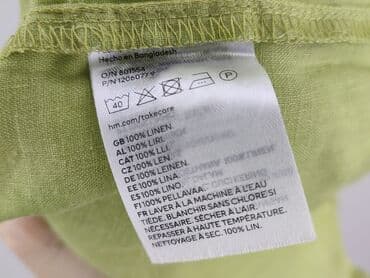 Hecho en Bangladesh
O/N 801554
P/N 1206077
40
P
hm.com/takecare
GB 100% LINEN.
AL 100% LIRI.
CAT 100% LLI
CZ 100% LEN.
DE 100% LEINEN.
EE 100% LINA.
ES 100% LINO.
FI 100% PELLAVAA.
FR LAVER À LA MACHINE À L'EAU
TIÈDE. BLANCHIR SANS CHLORE SI
NÉCESSAIRE. SÉCHER À L'AIR.
REPASSER À HAUTE TEMPÉRATURE.
NETTOYAGE À SEC. 100% LIN.